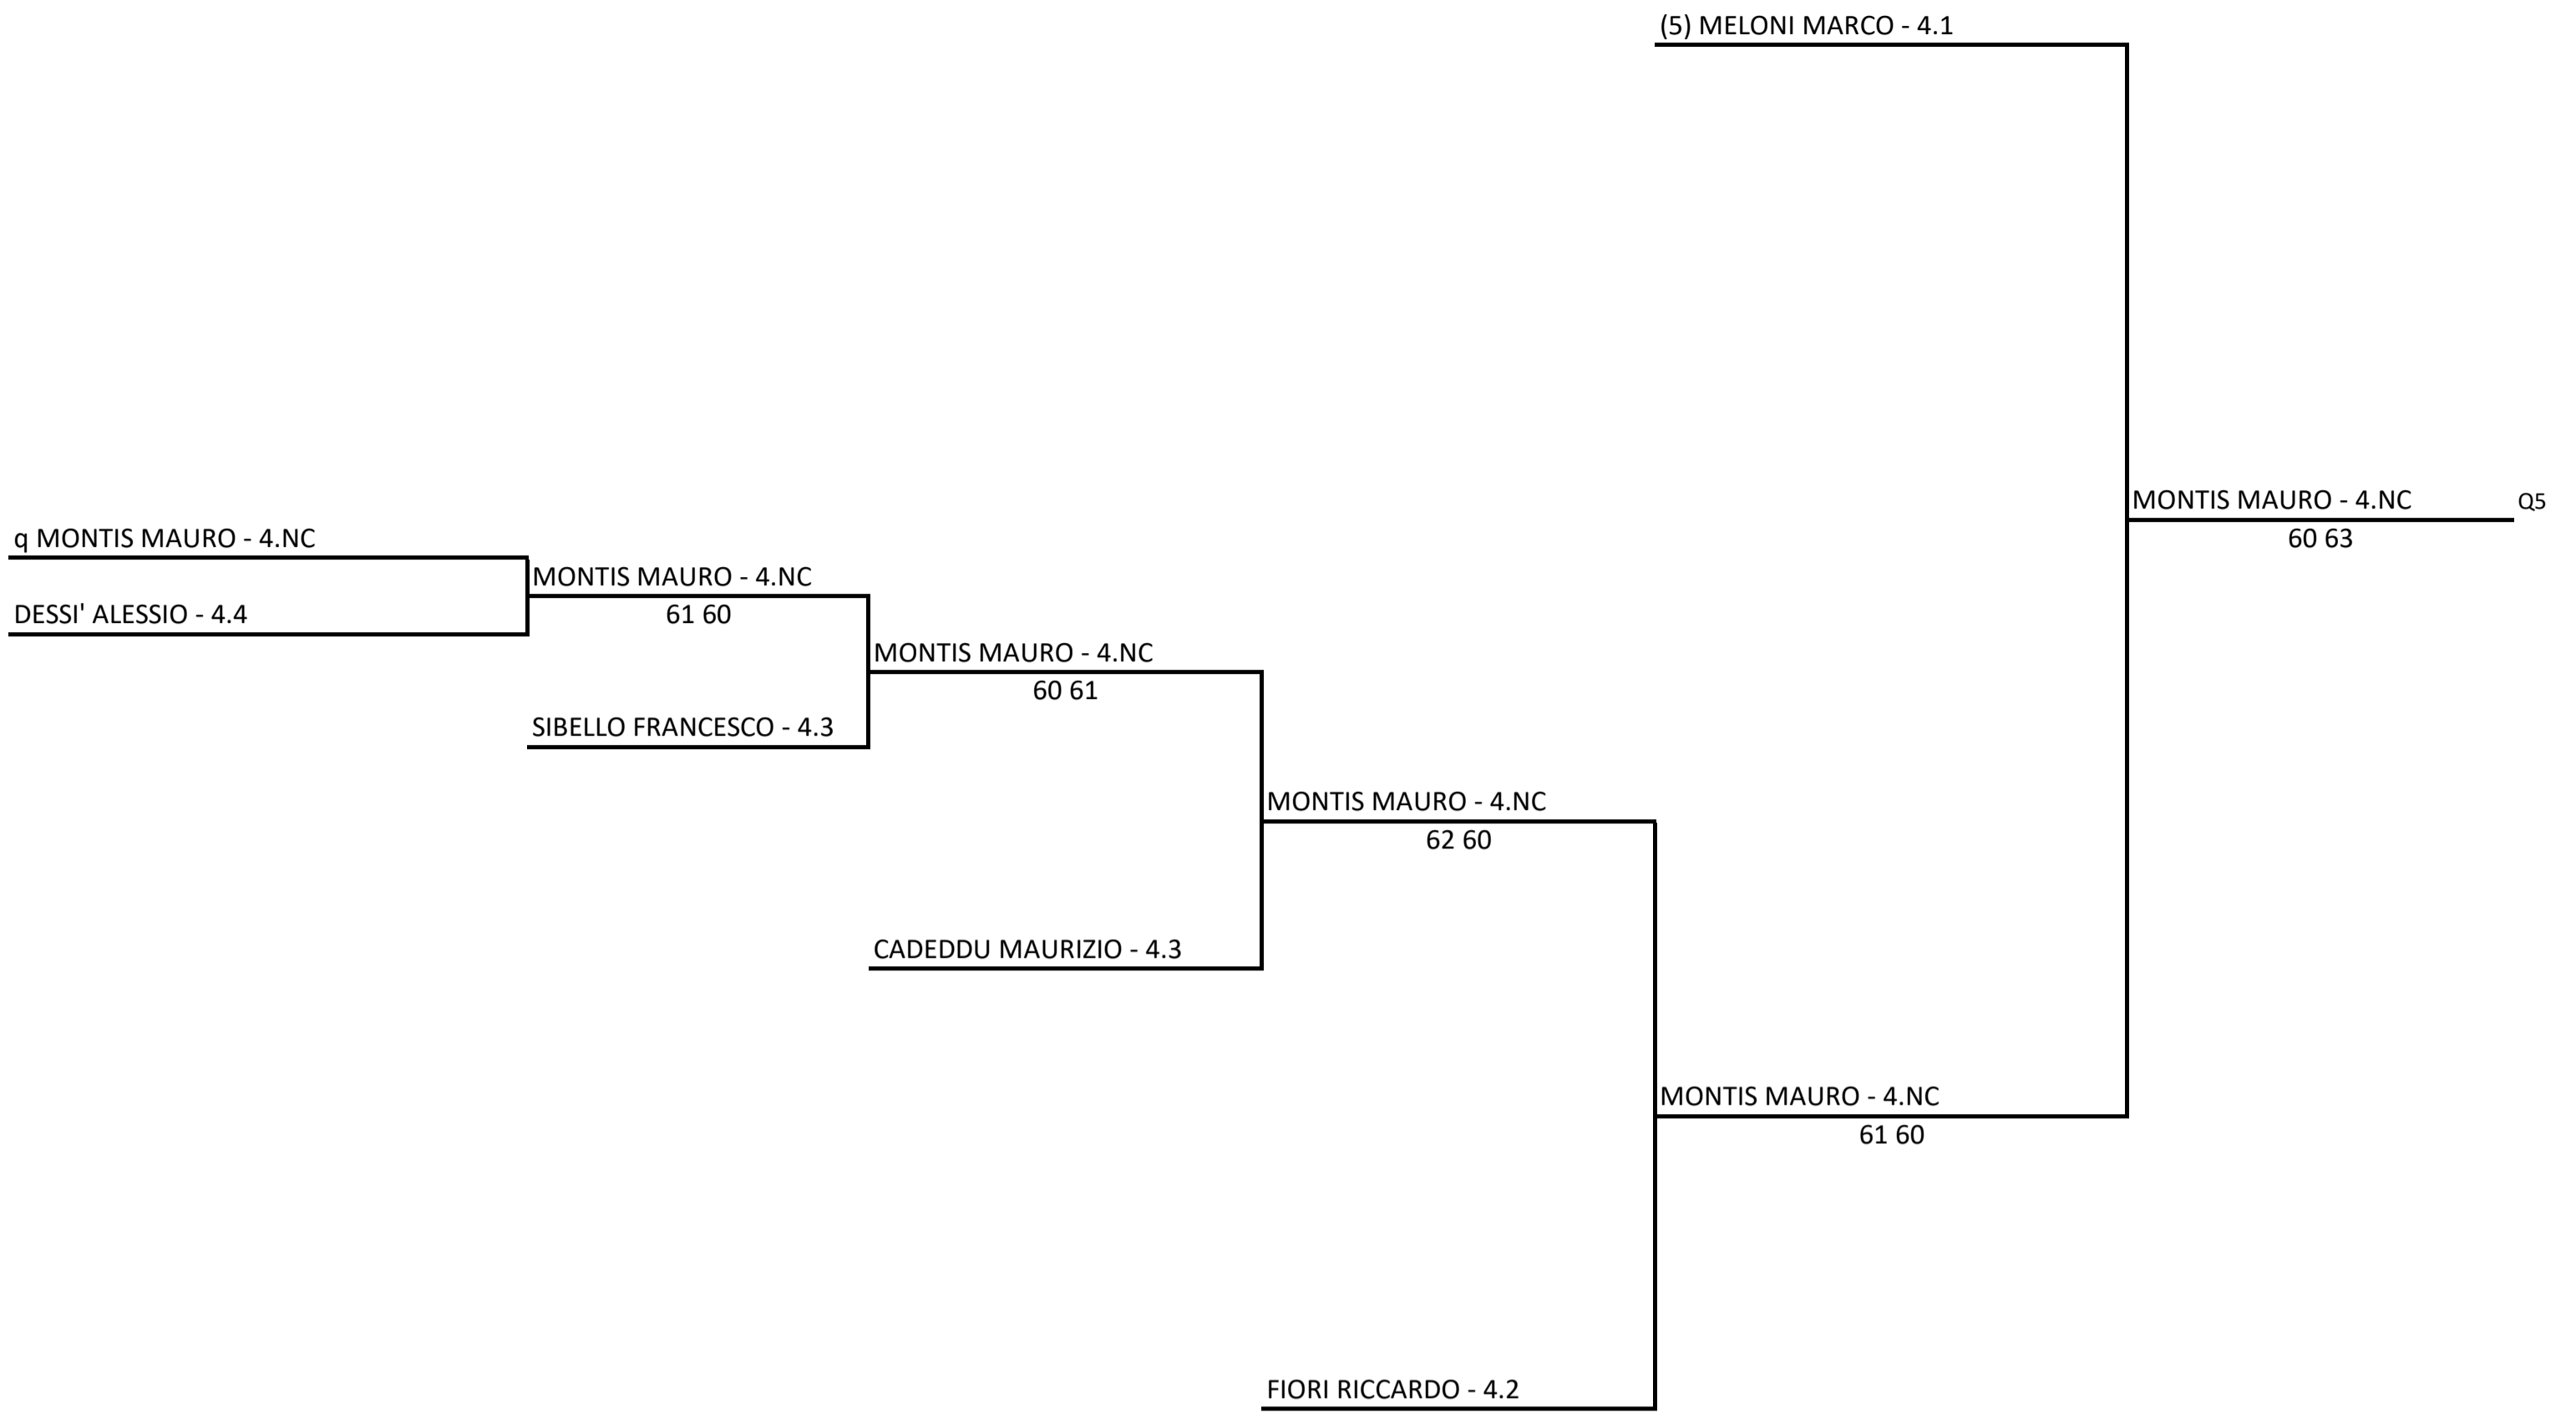 (5) MELONI MARCO - 4.1
MONTIS MAURO - 4.NC
Q5
60 63
q MONTIS MAURO - 4.NC
MONTIS MAURO - 4.NC
61 60
DESSI' ALESSIO - 4.4
MONTIS MAURO - 4.NC
60 61
SIBELLO FRANCESCO - 4.3
MONTIS MAURO - 4.NC
62 60
CADEDDU MAURIZIO - 4.3
MONTIS MAURO - 4.NC
61 60
FIORI RICCARDO - 4.2